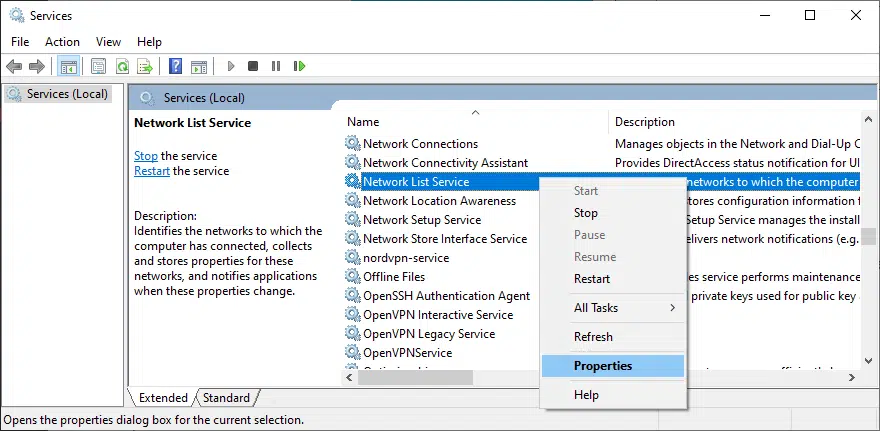 Services
File Action View Help
Services (Local)
Services (Local)
Network List Service
Stop the service
Restart the service
Description:
Identifies the networks to which the
computer has connected, collects
and stores properties for these
networks, and notifies applications
when these properties change.
Name Description
Network Connections Manages objects in the Network and Dial-Up C
Network Connectivity Assistant Provides DirectAccess status notification for UI
Network List Service networks to which the computer
Network Location Awareness stores configuration information f
Network Setup Service Setup Service manages the install
Network Store Interface Service delivers network notifications (e.g.
nordvpn-service
Offline Files service performs maintenance
OpenSSH Authentication Agent private keys used for public key
OpenVPN Interactive Service
OpenVPN Legacy Service
OpenVPNService
Start
Stop
Pause
Resume
Restart
All Tasks
Refresh
Properties
Help
Extended Standard
Opens the properties dialog box for the current selection.